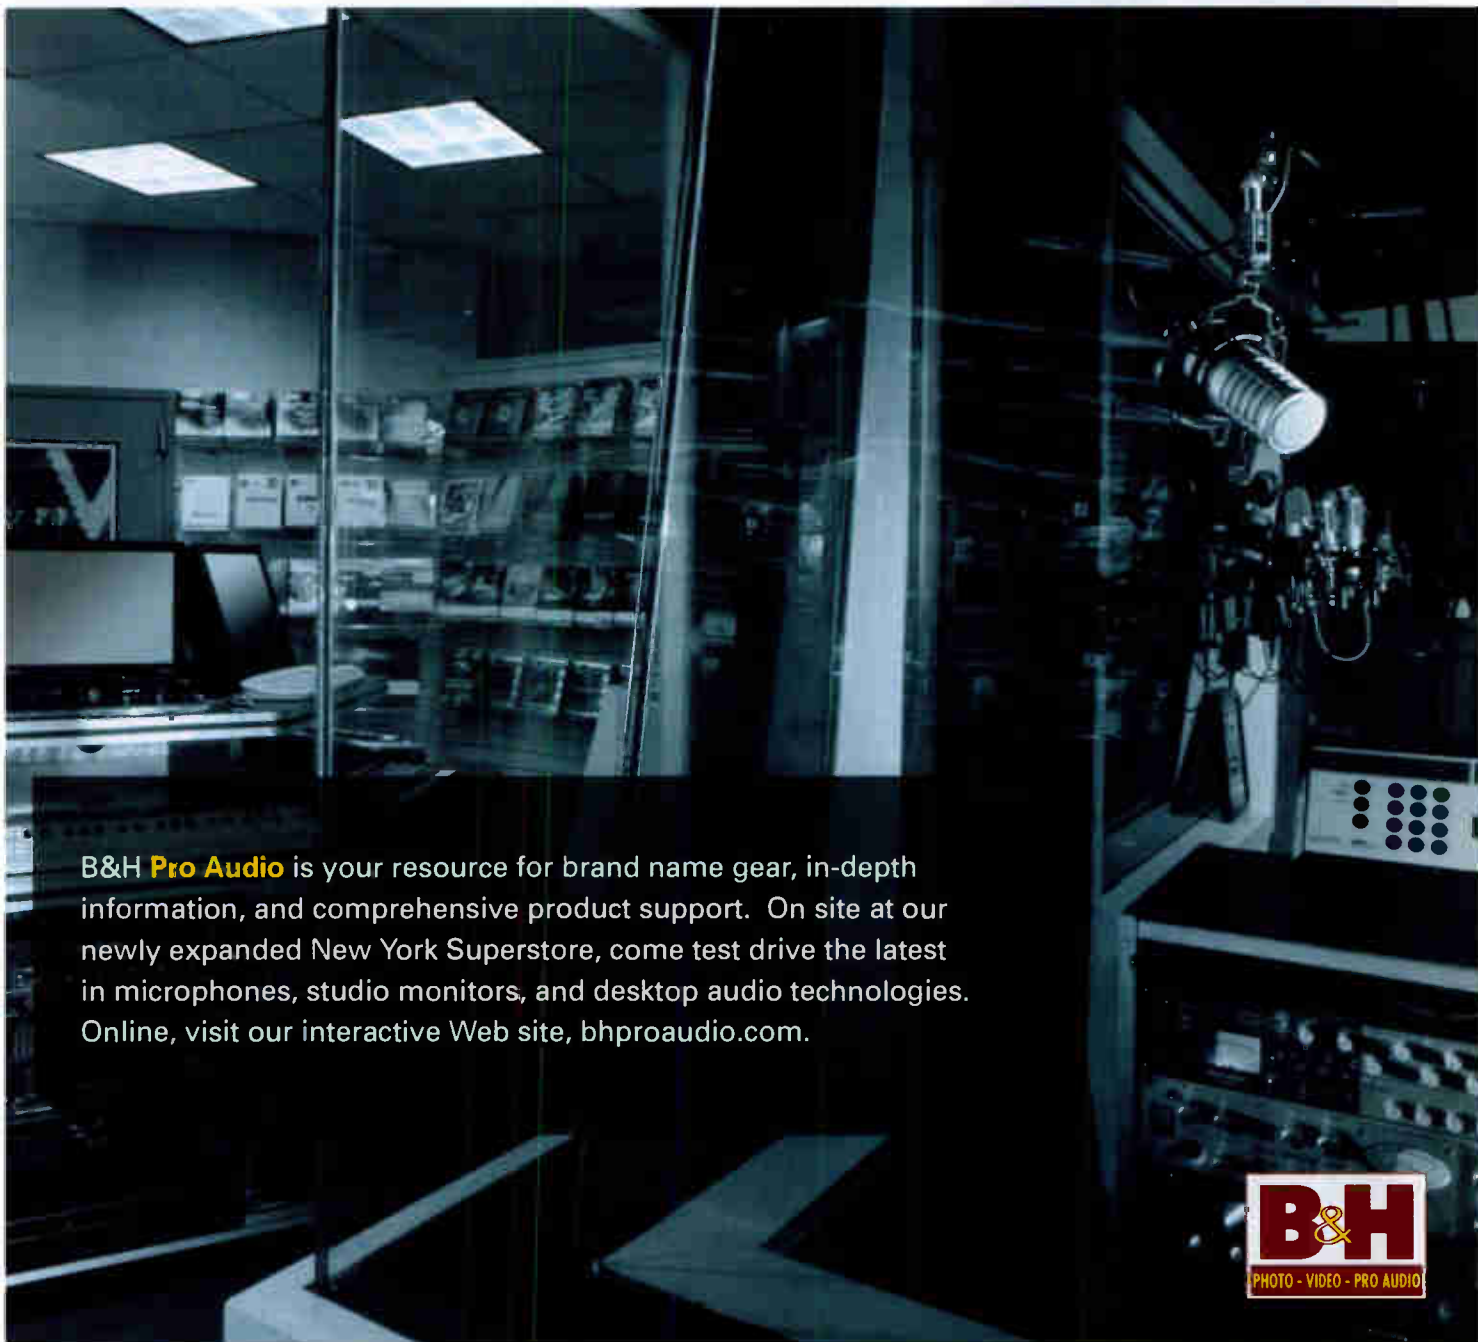 B&H Pro Audio is your resource for brand name gear, in-depth
information, and comprehensive product support. On site at our
newly expanded New York Superstore, come test drive the latest
in microphones, studio monitors, and desktop audio technologies.
Online, visit our interactive Web site, bhproaudio.com.
B&H
PHOTO - VIDEO - PRO AUDIO